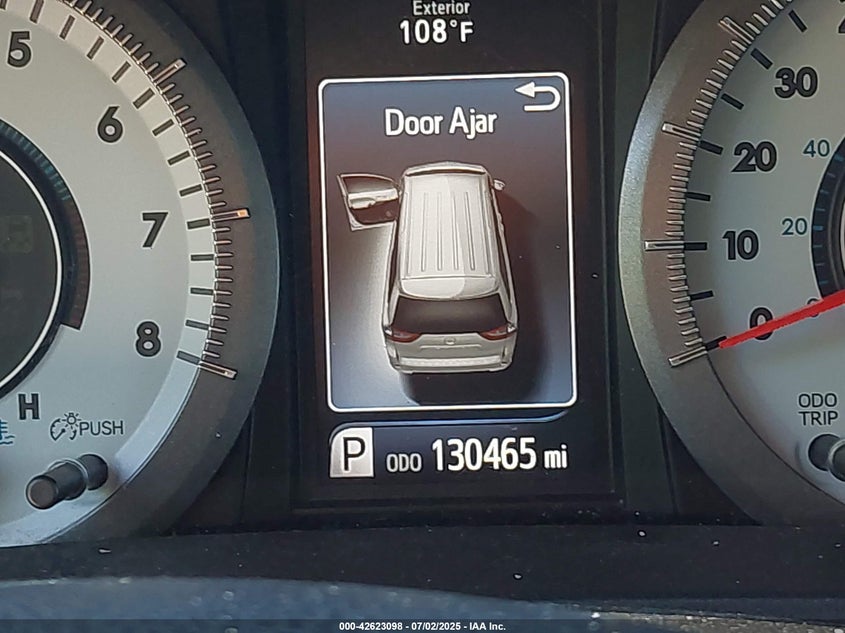 Exterior
108°F
Door Ajar
5
6
7
8
H
PUSH
30
20
10
0
40
20
ODO
TRIP
P ODO 130465 mi
000-42623098 - 07/02/2025 - IAA Inc.